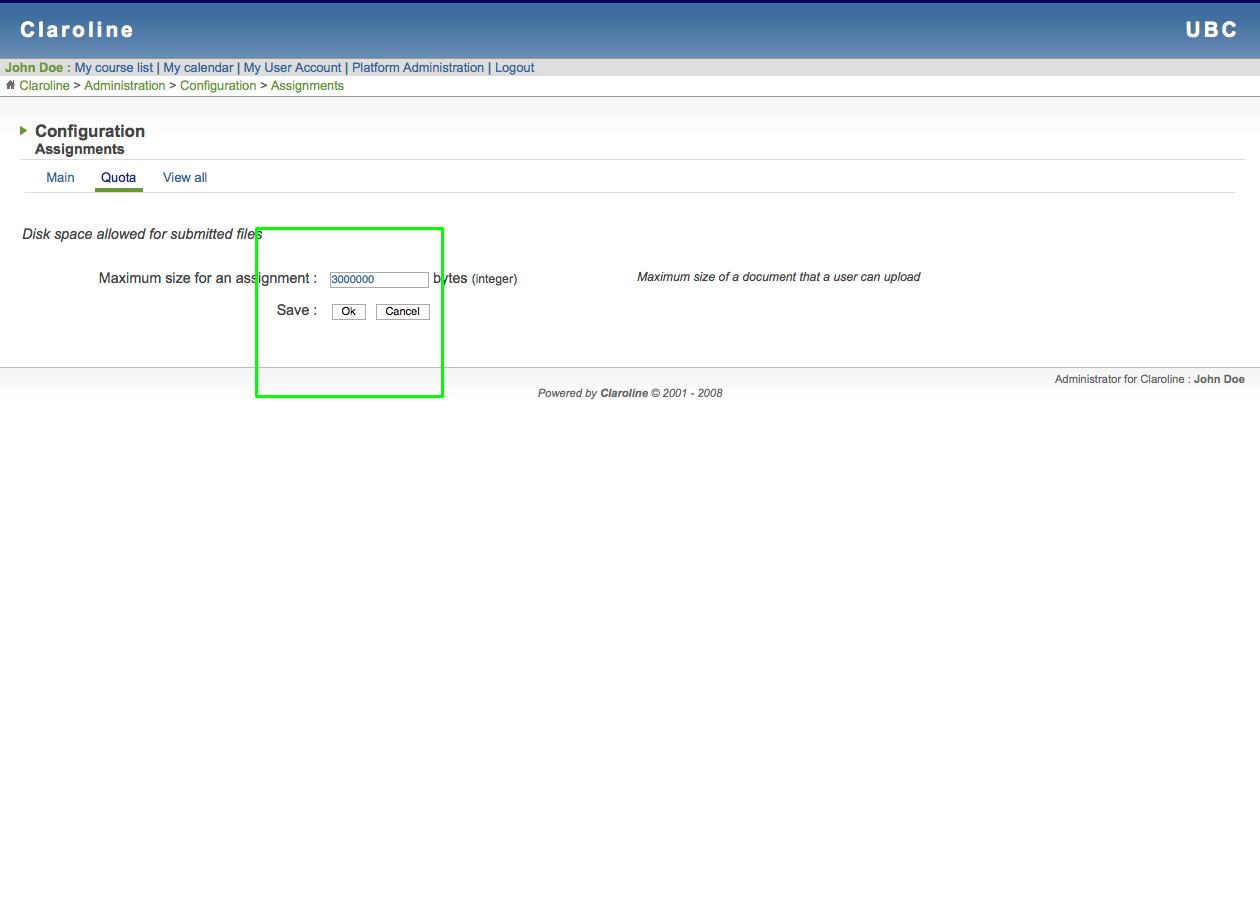 Claroline UBC
John Doe : My course list | My calendar | My User Account | Platform Administration | Logout
Claroline > Administration > Configuration > Assignments
Configuration
Assignments
Main Quota View all
Disk space allowed for submitted files
Maximum size for an assignment : 3000000 bytes (integer) Maximum size of a document that a user can upload
Save : Ok Cancel
Administrator for Claroline : John Doe
Powered by Claroline © 2001 - 2008